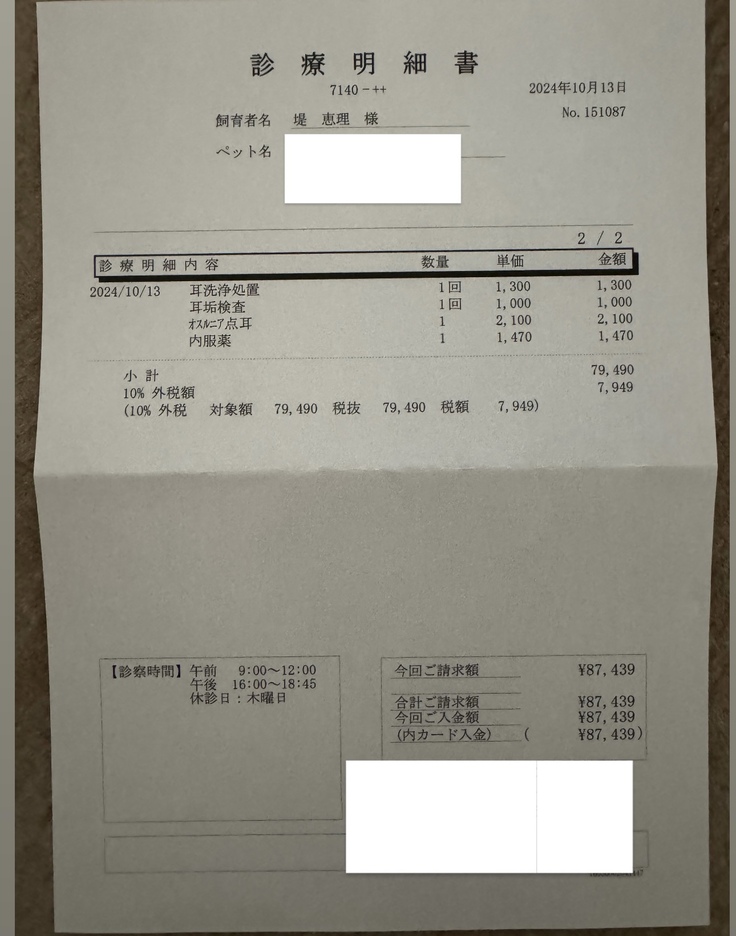 診療明細書
7140-++
2024年10月13日
No.151087
飼育者名 堤 恵理 様
ペット名
2 / 2
診療明細内容 数量 単価 金額
2024/10/13 耳洗浄処置 1回 1,300 1,300
耳垢検査 1回 1,000 1,000
ｵｽﾙﾆｱ点耳 1 2,100 2,100
内服薬 1 1,470 1,470
小計 79,490
10% 外税額 7,949
(10% 外税 対象額 79,490 税抜 79,490 税額 7,949)
【診察時間】午前 9:00〜12:00
午後 16:00〜18:45
休診日：木曜日
今回ご請求額 ¥87,439
合計ご請求額 ¥87,439
今回ご入金額 ¥87,439
(内カード入金) ( ¥87,439)